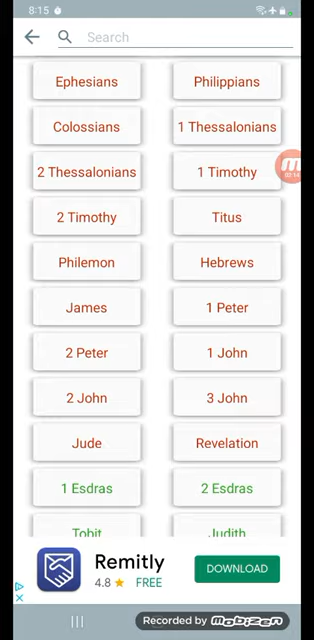 8:15
Search
Ephesians Philippians
Colossians 1 Thessalonians
2 Thessalonians 1 Timothy
2 Timothy Titus
Philemon Hebrews
James 1 Peter
2 Peter 1 John
2 John 3 John
Jude Revelation
1 Esdras 2 Esdras
Tobit Judith
Remitly
4.8 ★ FREE
DOWNLOAD
Recorded by Mobizen